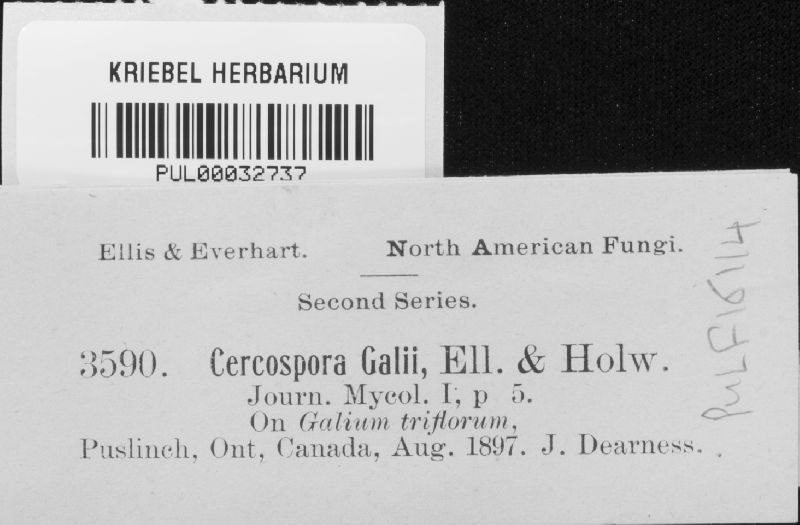 KRIEBEL HERBARIUM
PUL00032737
Ellis & Everhart. North American Fungi.
Second Series.
3590. Cercospora Galii, Ell. & Holw.
Journ. Mycol. I, p 5.
On Galium triflorum,
Puslinch, Ont, Canada, Aug. 1897. J. Dearness.
PULF16114